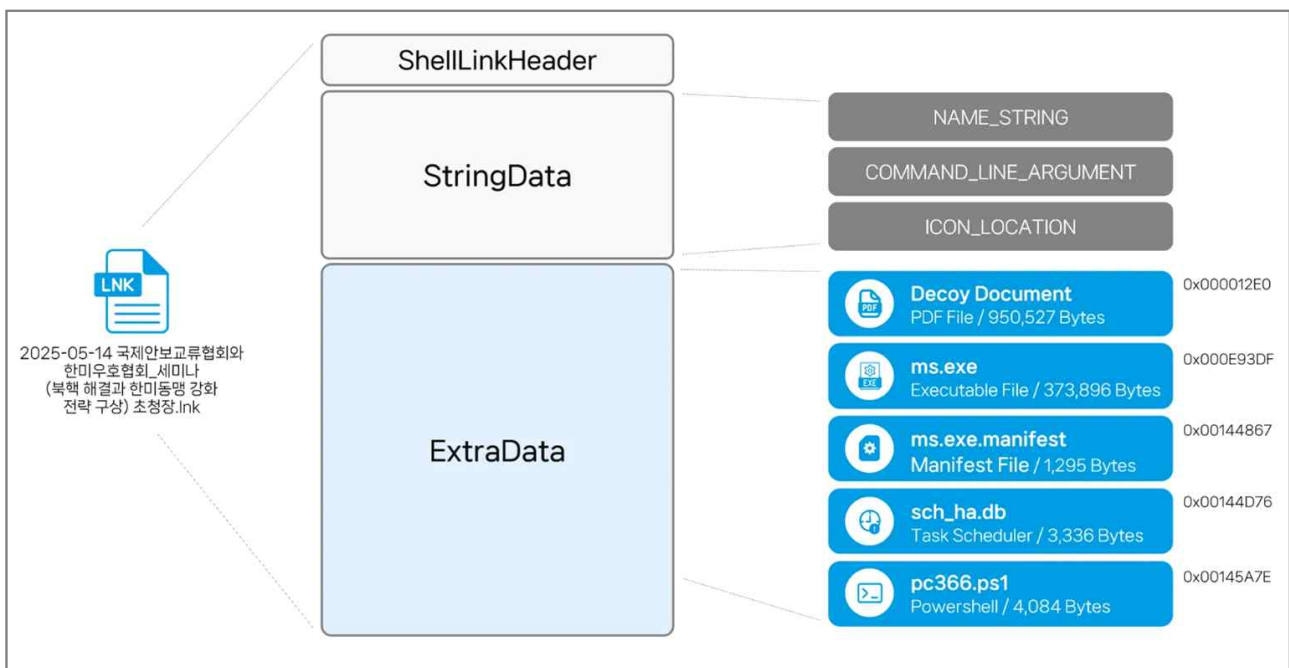 ShellLinkHeader
StringData
ExtraData
LNK
2025-05-14 국제안보교류협회와
한미우호협회_세미나
(북핵 해결과 한미동맹 강화
전략 구상) 초청장.lnk
NAME_STRING
COMMAND_LINE_ARGUMENT
ICON_LOCATION
PDF
Decoy Document
PDF File / 950,527 Bytes
0x000012E0
EXE
ms.exe
Executable File / 373,896 Bytes
0x000E93DF
ms.exe.manifest
Manifest File / 1,295 Bytes
0x00144867
sch_ha.db
Task Scheduler / 3,336 Bytes
0x00144D76
pc366.ps1
Powershell / 4,084 Bytes
0x00145A7E